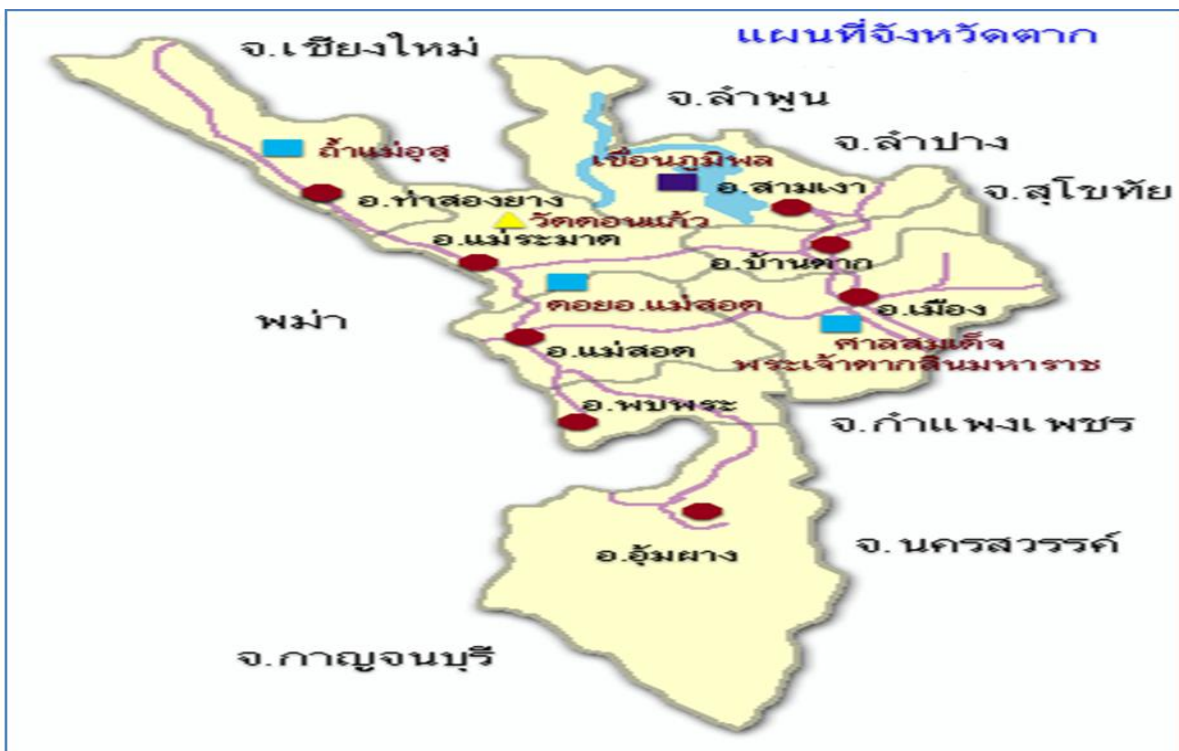 แผนที่จังหวัดตาก
จ.เชียงใหม่
จ.ลำพูน
จ.ลำปาง
จ.สุโขทัย
ถ้ำแม่อุสุ
เขื่อนภูมิพล
อ.สามเงา
อ.ท่าสองยาง
วัดดอนแก้ว
อ.แม่ระมาด
อ.บ้านตาก
พม่า
ดอยอ.แม่สอด
อ.เมือง
อ.แม่สอด
ศาลสมเด็จ
พระเจ้าตากสินมหาราช
อ.พบพระ
จ.กำแพงเพชร
อ.อุ้มผาง
จ.นครสวรรค์
จ.กาญจนบุรี